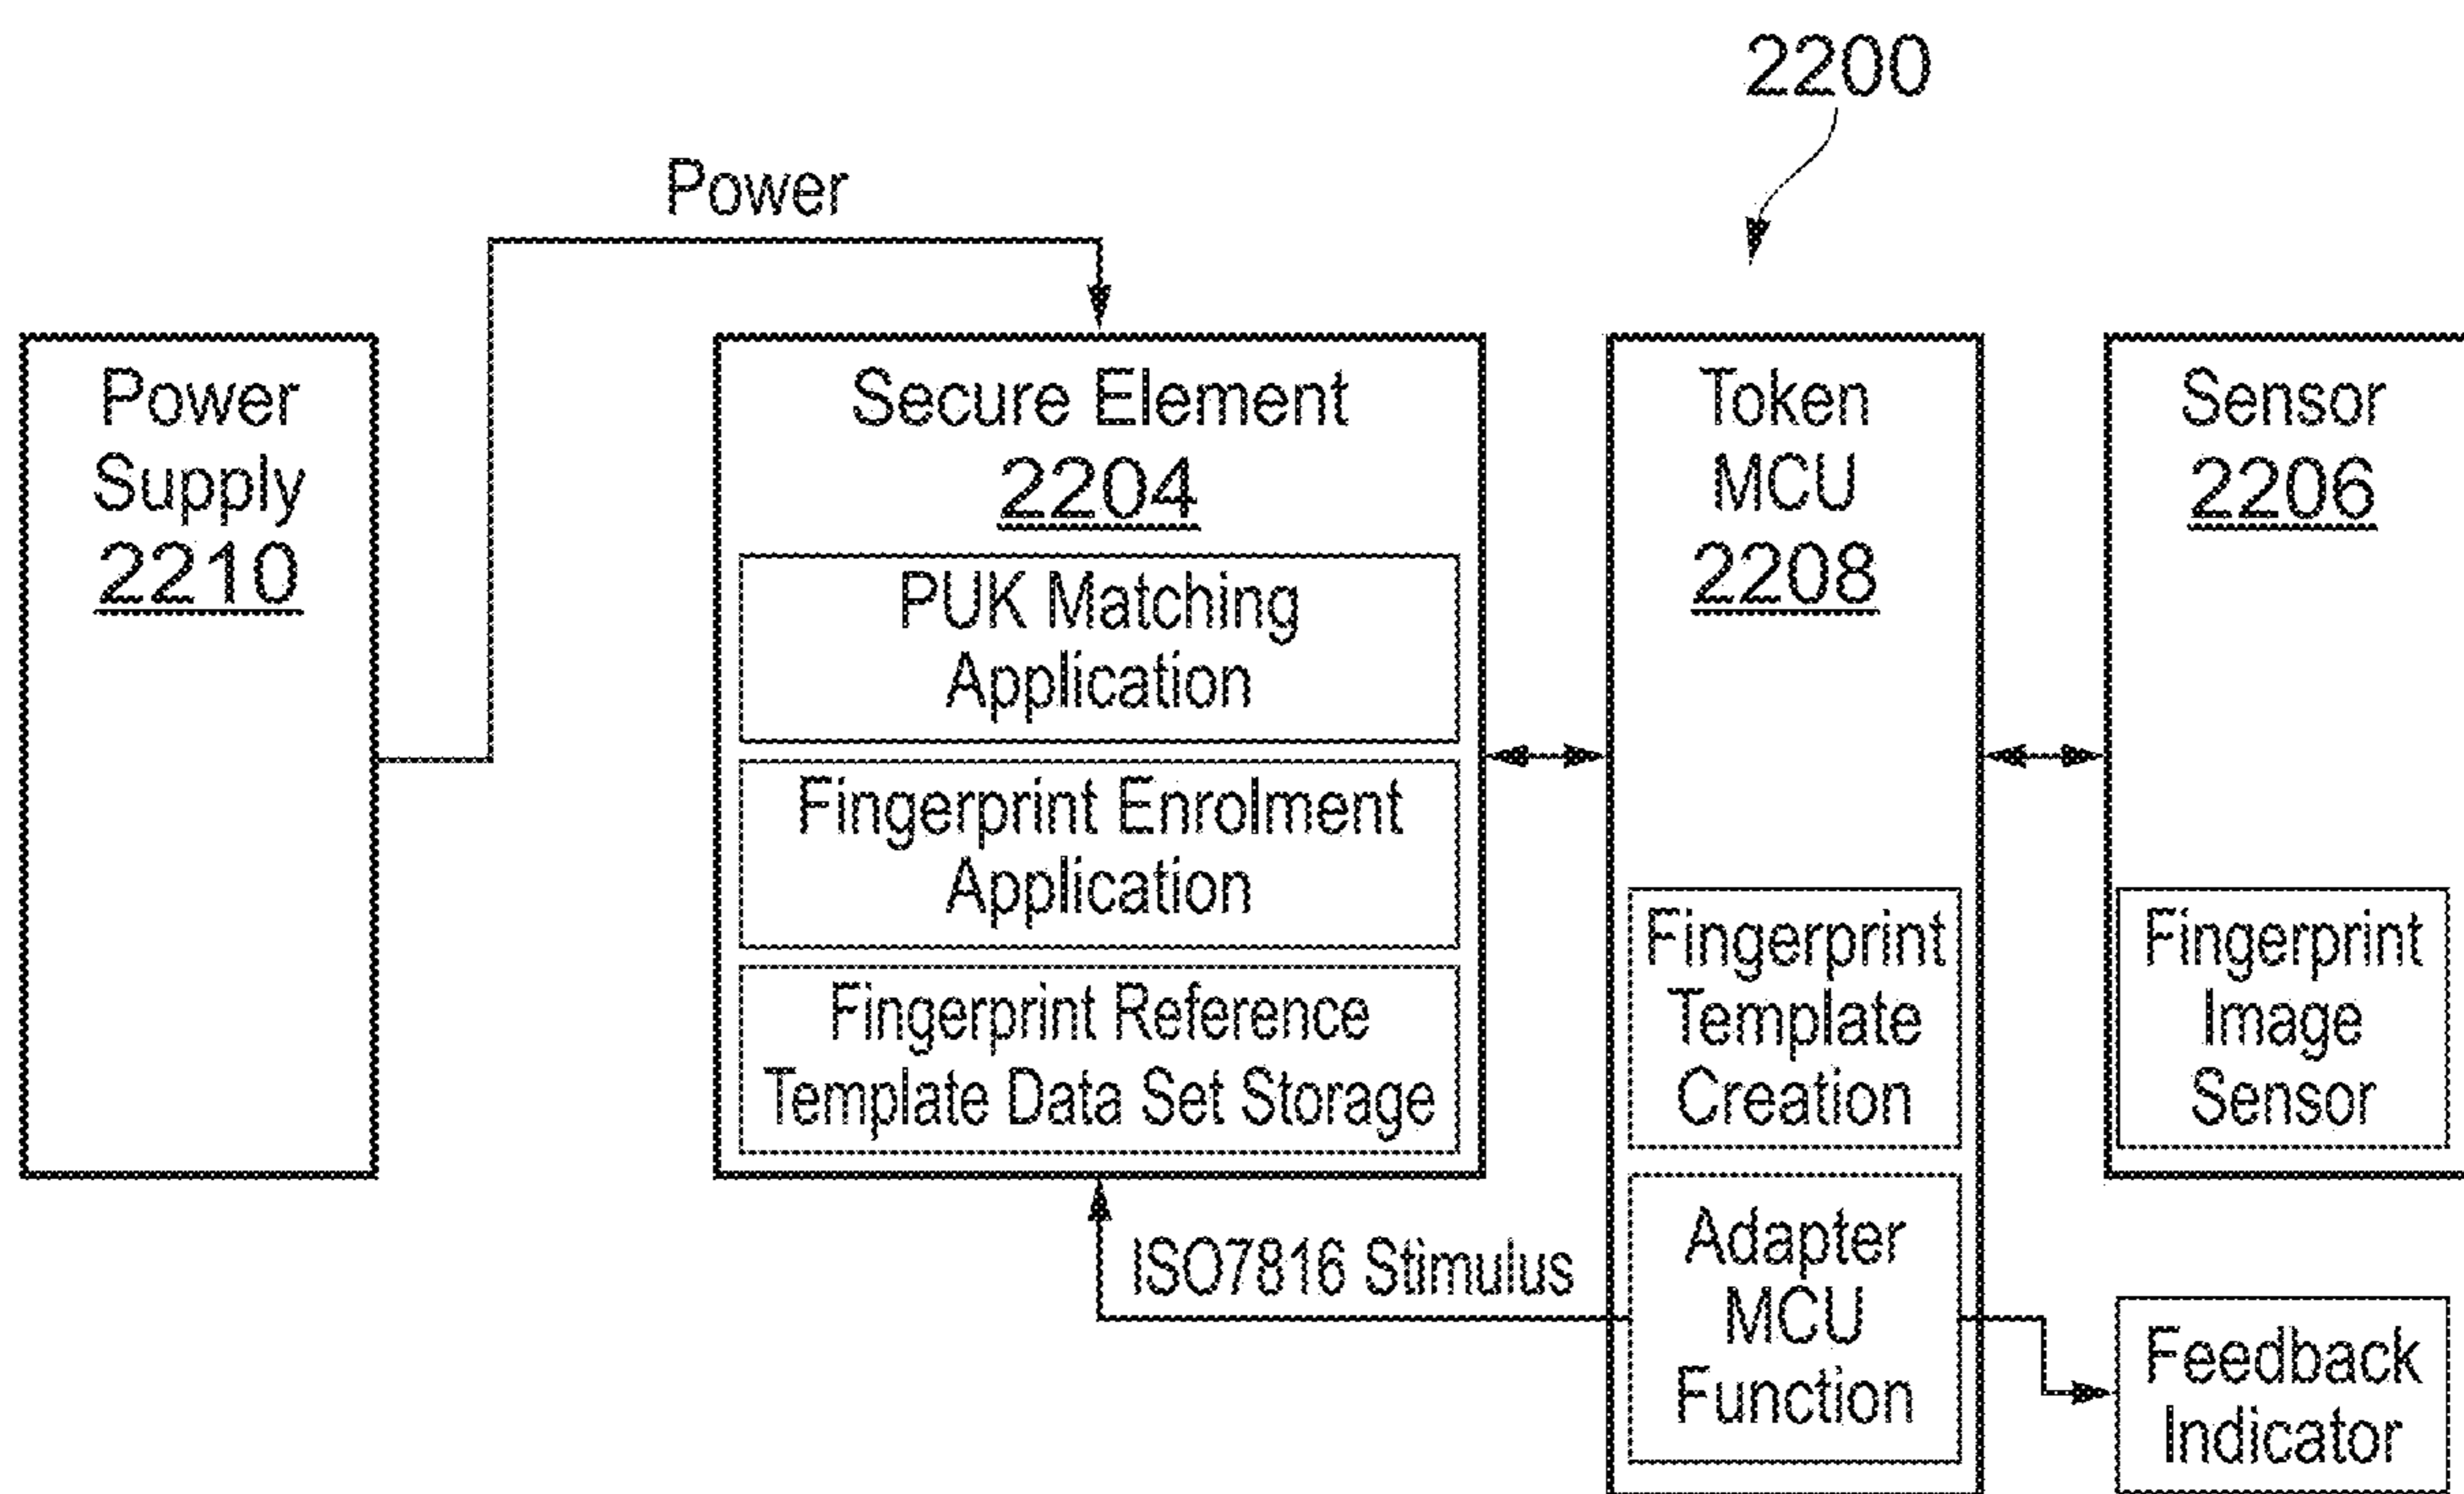 2200
Power
Power
Supply
2210
Secure Element
2204
PUK Matching
Application
Fingerprint Enrolment
Application
Fingerprint Reference
Template Data Set Storage
Token
MCU
2208
Fingerprint
Template
Creation
Adapter
MCU
Function
Sensor
2206
Fingerprint
Image
Sensor
ISO7816 Stimulus
Feedback
Indicator